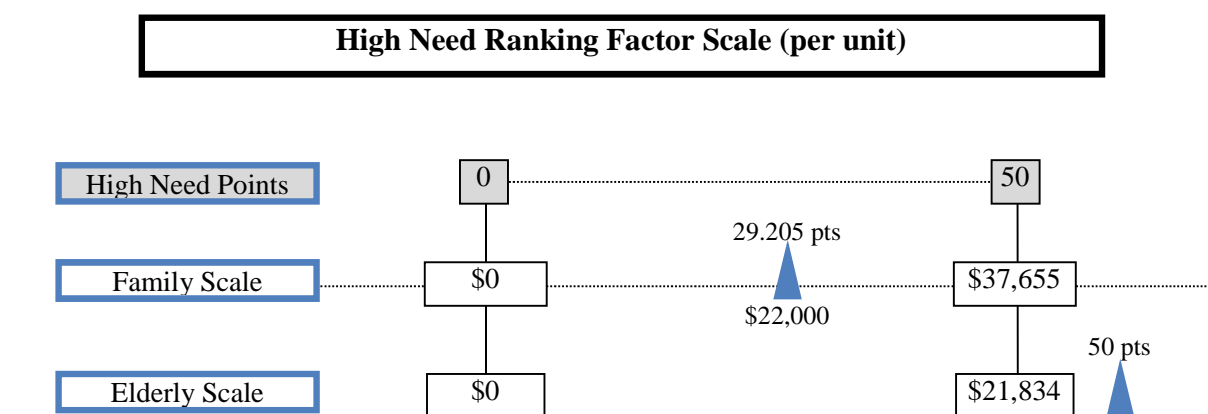 High Need Ranking Factor Scale (per unit)
High Need Points
0
50
29.205 pts
Family Scale
$0
$37,655
$22,000
50 pts
Elderly Scale
$0
$21,834